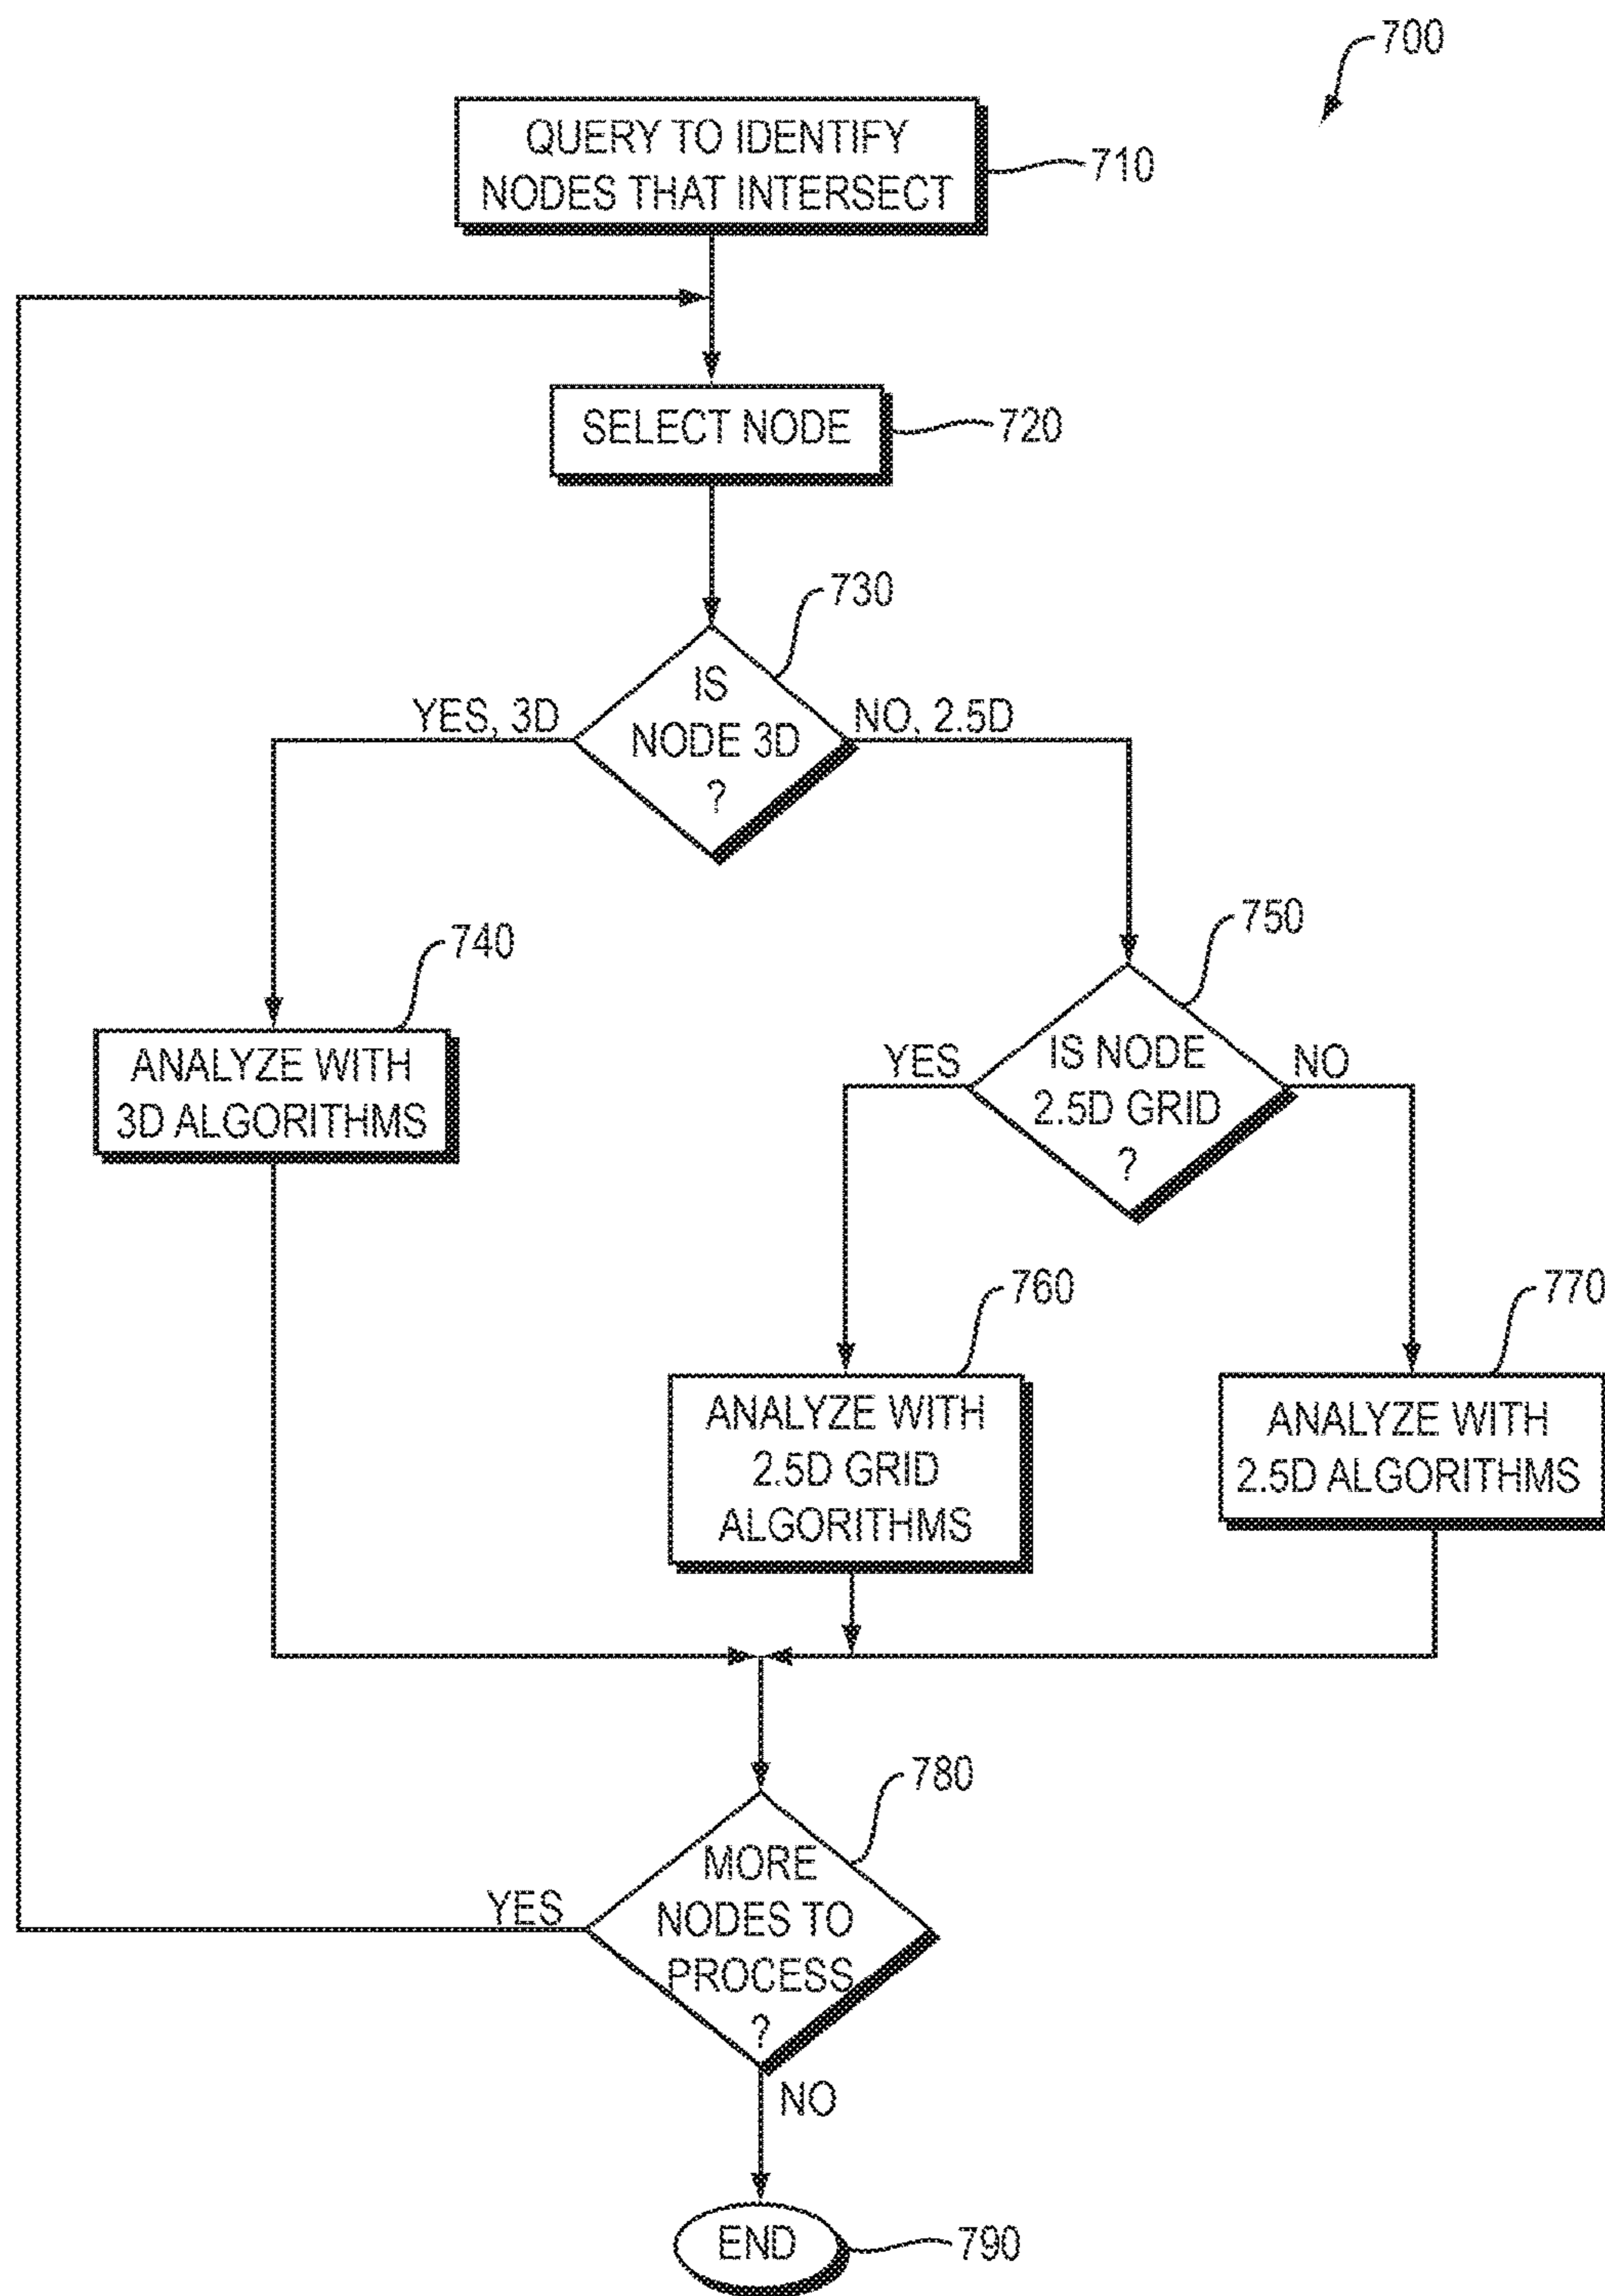 700
QUERY TO IDENTIFY
NODES THAT INTERSECT
710
SELECT NODE
720
730
IS
NODE 3D
?
YES, 3D
NO, 2.5D
740
ANALYZE WITH
3D ALGORITHMS
750
IS NODE
2.5D GRID
?
YES
NO
760
ANALYZE WITH
2.5D GRID
ALGORITHMS
770
ANALYZE WITH
2.5D ALGORITHMS
780
MORE
NODES TO
PROCESS
?
YES
NO
END
790